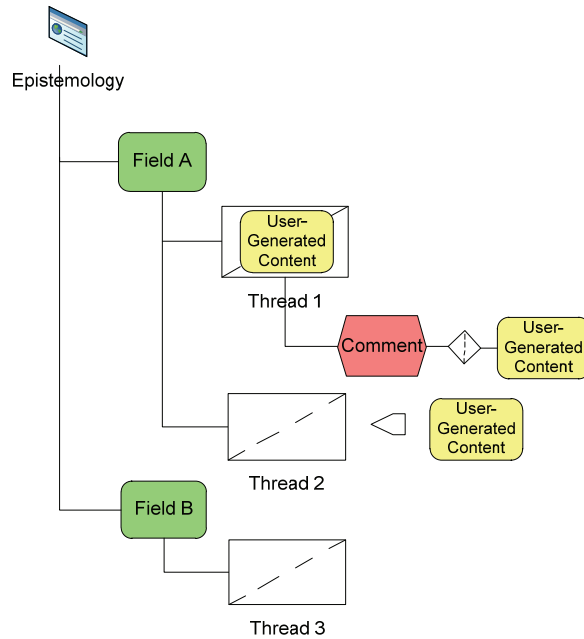 Epistemology
Field A
User-
Generated
Content
Thread 1
Comment
User-
Generated
Content
User-
Generated
Content
Thread 2
Field B
Thread 3